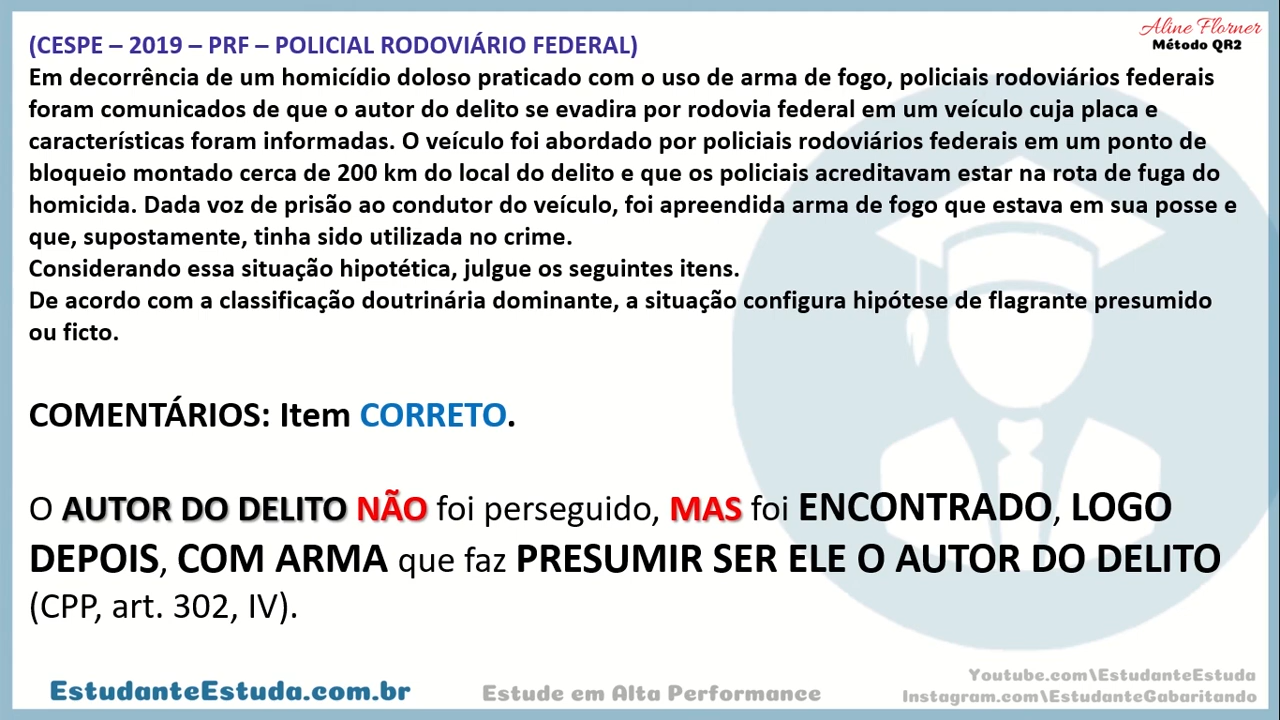 Aline Florner
Método QR2
(CESPE – 2019 – PRF – POLICIAL RODOVIÁRIO FEDERAL)
Em decorrência de um homicídio doloso praticado com o uso de arma de fogo, policiais rodoviários federais
foram comunicados de que o autor do delito se evadira por rodovia federal em um veículo cuja placa e
características foram informadas. O veículo foi abordado por policiais rodoviários federais em um ponto de
bloqueio montado cerca de 200 km do local do delito e que os policiais acreditavam estar na rota de fuga do
homicida. Dada voz de prisão ao condutor do veículo, foi apreendida arma de fogo que estava em sua posse e
que, supostamente, tinha sido utilizada no crime.
Considerando essa situação hipotética, julgue os seguintes itens.
De acordo com a classificação doutrinária dominante, a situação configura hipótese de flagrante presumido
ou ficto.
COMENTÁRIOS: Item CORRETO.
O AUTOR DO DELITO NÃO foi perseguido, MAS foi ENCONTRADO, LOGO
DEPOIS, COM ARMA que faz PRESUMIR SER ELE O AUTOR DO DELITO
(CPP, art. 302, IV).
EstudanteEstuda.com.br
Estude em Alta Performance
Youtube.com\EstudanteEstuda
Instagram.com\EstudanteGabaritando